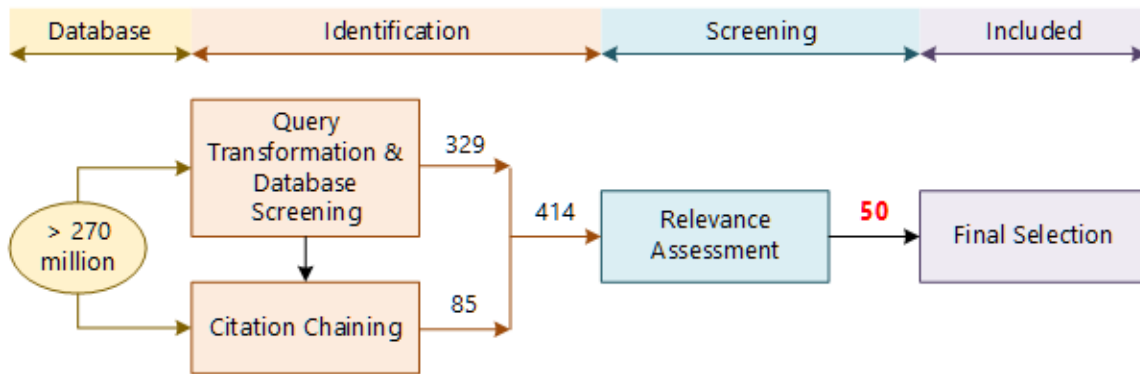 Database
Identification
Screening
Included
Query
Transformation &
Database
Screening
329
> 270
million
414
Relevance
Assessment
50
Final Selection
Citation Chaining
85